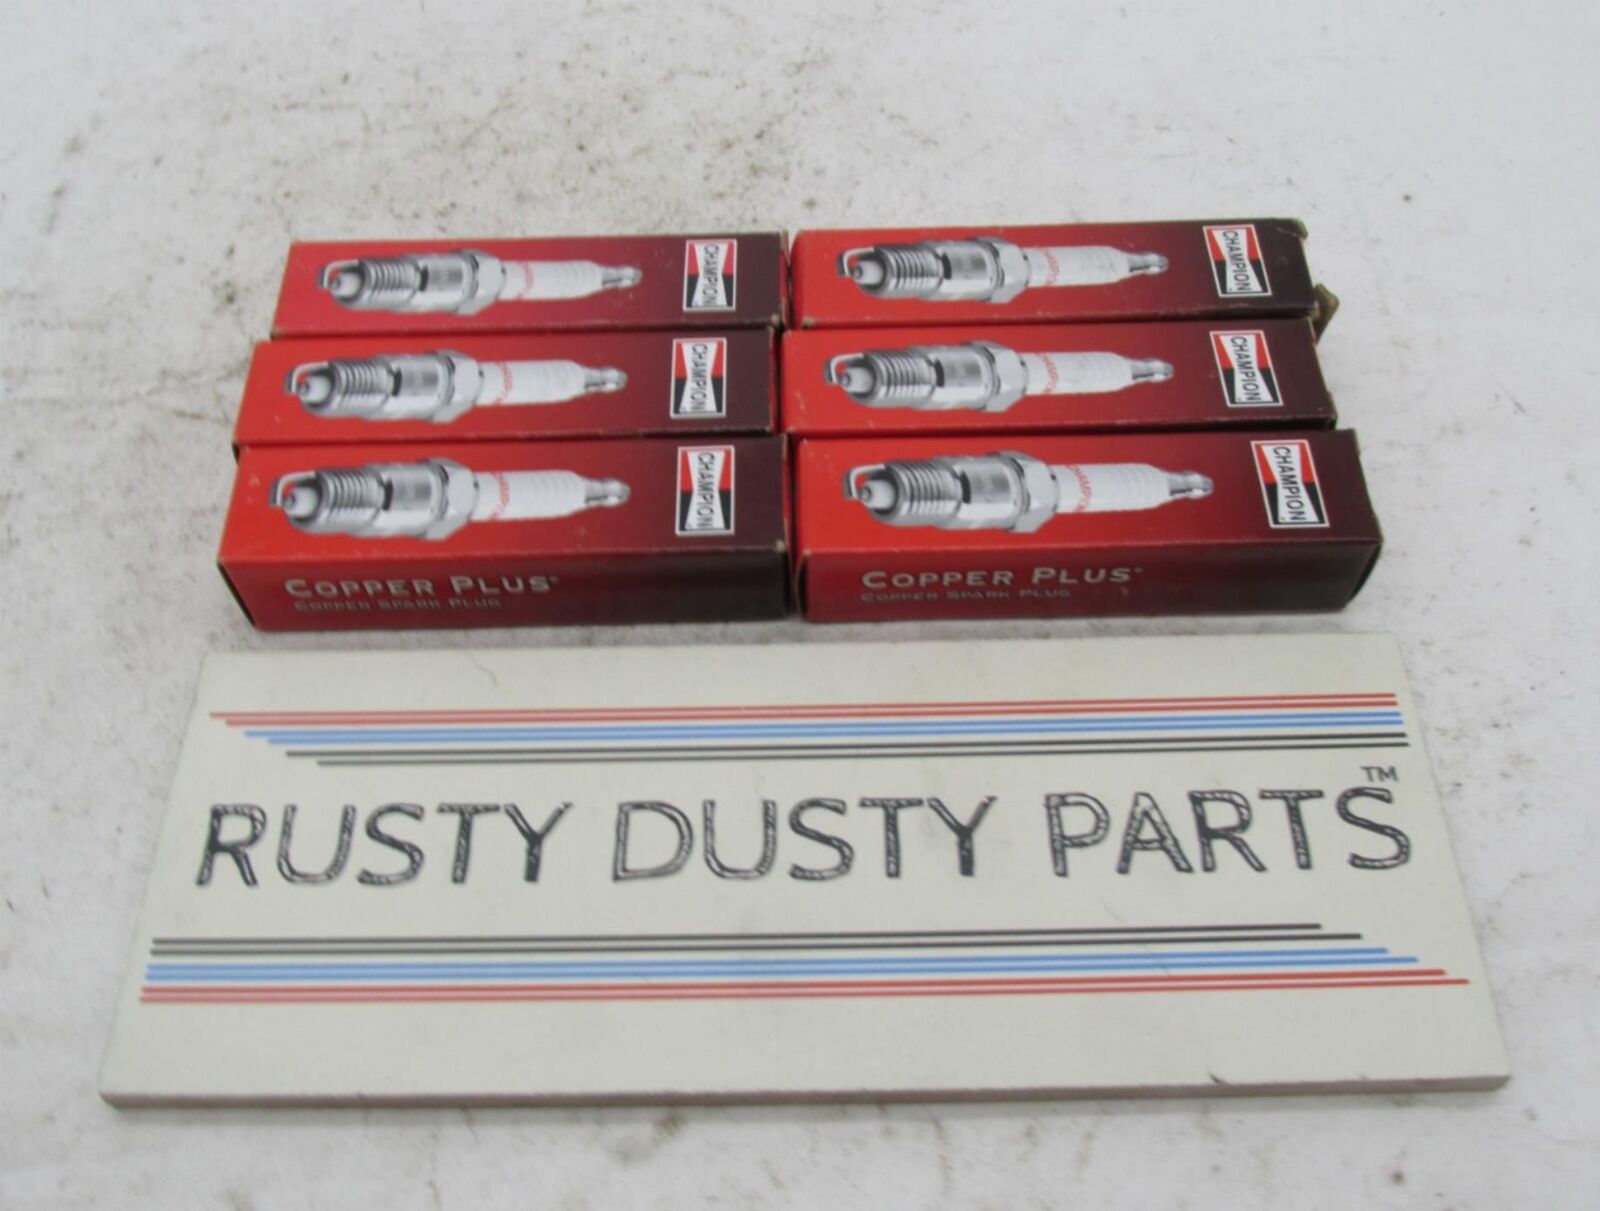 CHAMPION
CHAMPION
CHAMPION
CHAMPION
CHAMPION
CHAMPION
COPPER PLUS®
COPPER SPARK PLUG
COPPER PLUS®
COPPER SPARK PLUG
RUSTY DUSTY PARTS™